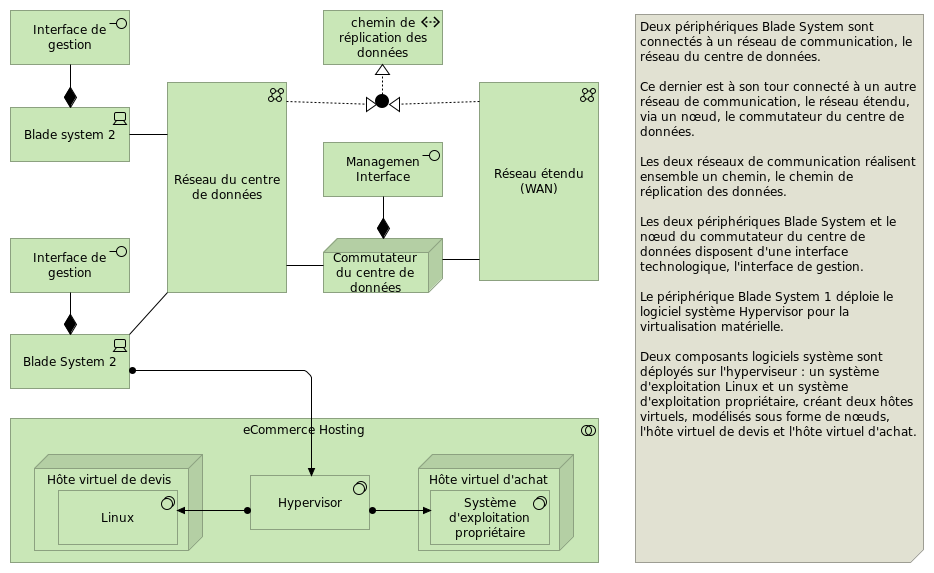 Interface de
gestion
chemin de
réplication des
données
Blade system 2
Réseau du centre
de données
Managemen
Interface
Réseau étendu
(WAN)
Interface de
gestion
Commutateur
du centre de
données
Blade System 2
eCommerce Hosting
Hôte virtuel de devis
Linux
Hypervisor
Hôte virtuel d'achat
Système
d'exploitation
propriétaire
Deux périphériques Blade System sont
connectés à un réseau de communication, le
réseau du centre de données.
Ce dernier est à son tour connecté à un autre
réseau de communication, le réseau étendu,
via un nœud, le commutateur du centre de
données.
Les deux réseaux de communication réalisent
ensemble un chemin, le chemin de
réplication des données.
Les deux périphériques Blade System et le
nœud du commutateur du centre de
données disposent d'une interface
technologique, l'interface de gestion.
Le périphérique Blade System 1 déploie le
logiciel système Hypervisor pour la
virtualisation matérielle.
Deux composants logiciels système sont
déployés sur l'hyperviseur : un système
d'exploitation Linux et un système
d'exploitation propriétaire, créant deux hôtes
virtuels, modélisés sous forme de nœuds,
l'hôte virtuel de devis et l'hôte virtuel d'achat.